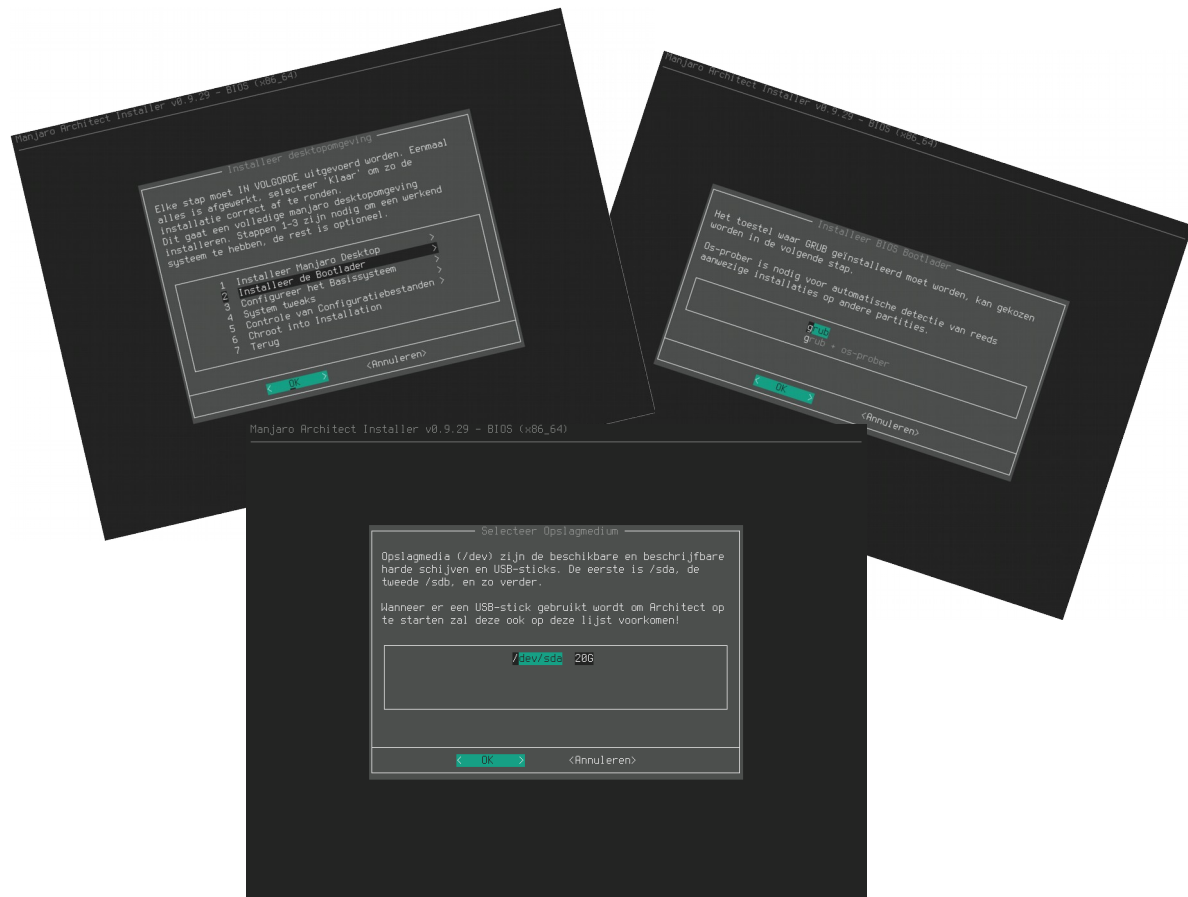 Manjaro Architect Installer v0.9.29 - BIOS (x86_64)
Installeer desktopomgeving
Elke stap moet IN VOLGORDE uitgevoerd worden. Eenmaal
alles is afgewerkt, selecteer 'Klaar' om zo de
installatie correct af te ronden.
Dit gaat een volledige manjaro desktopomgeving
installeren. Stappen 1-3 zijn nodig om een werkend
systeem te hebben, de rest is optioneel.
1 Installeer Manjaro Desktop >
2 Installeer de Bootlader >
3 Configureer het Basissysteem >
4 System tweaks >
5 Controle van Configuratiebestanden >
6 Chroot into Installation
7 Terug
< OK > <Annuleren>
Manjaro Architect Installer v0.9.29 - BIOS (x86_64)
Installeer BIOS Bootlader
Het toestel waar GRUB geïnstalleerd moet worden, kan gekozen
worden in de volgende stap.
Os-prober is nodig voor automatische detectie van reeds
aanwezige installaties op andere partities.
grub
grub + os-prober
< OK > <Annuleren>
Manjaro Architect Installer v0.9.29 - BIOS (x86_64)
Selecteer Opslagmedium
Opslagmedia (/dev) zijn de beschikbare en beschrijfbare
harde schijven en USB-sticks. De eerste is /sda, de
tweede /sdb, en zo verder.
Wanneer er een USB-stick gebruikt wordt om Architect op
te starten zal deze ook op deze lijst voorkomen!
/dev/sda 20G
< OK > <Annuleren>